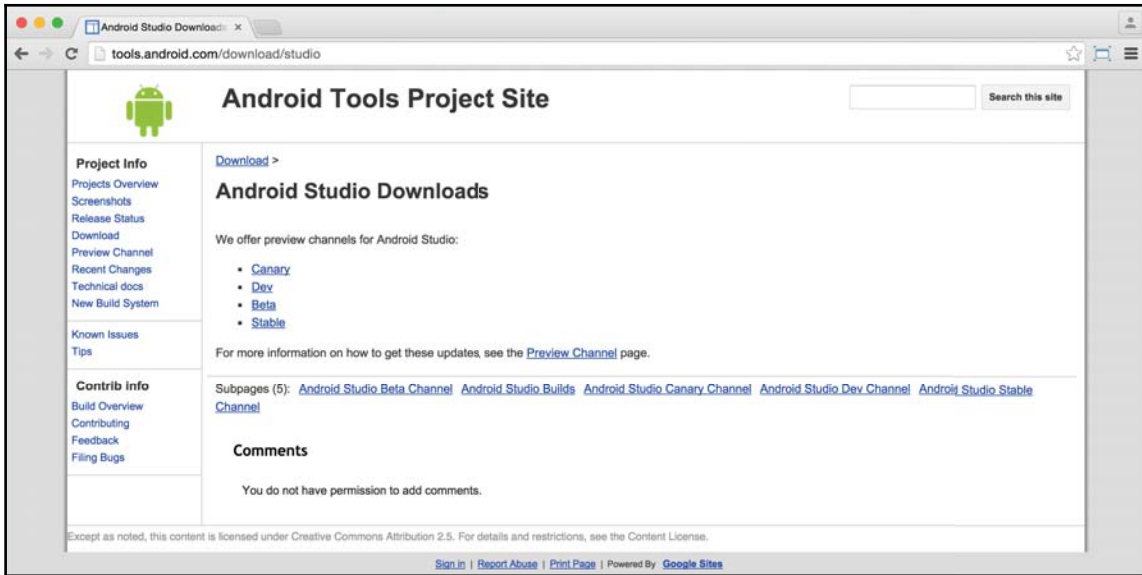 Android Studio Downloads
tools.android.com/download/studio
Android Tools Project Site
Search this site
Project Info
Projects Overview
Screenshots
Release Status
Download
Preview Channel
Recent Changes
Technical docs
New Build System
Known Issues
Tips
Contrib info
Build Overview
Contributing
Feedback
Filing Bugs
Download >
Android Studio Downloads
We offer preview channels for Android Studio:
Canary
Dev
Beta
Stable
For more information on how to get these updates, see the Preview Channel page.
Subpages (5): Android Studio Beta Channel Android Studio Builds Android Studio Canary Channel Android Studio Dev Channel Android Studio Stable
Channel
Comments
You do not have permission to add comments.
Except as noted, this content is licensed under Creative Commons Attribution 2.5. For details and restrictions, see the Content License.
Sign in | Report Abuse | Print Page | Powered By Google Sites